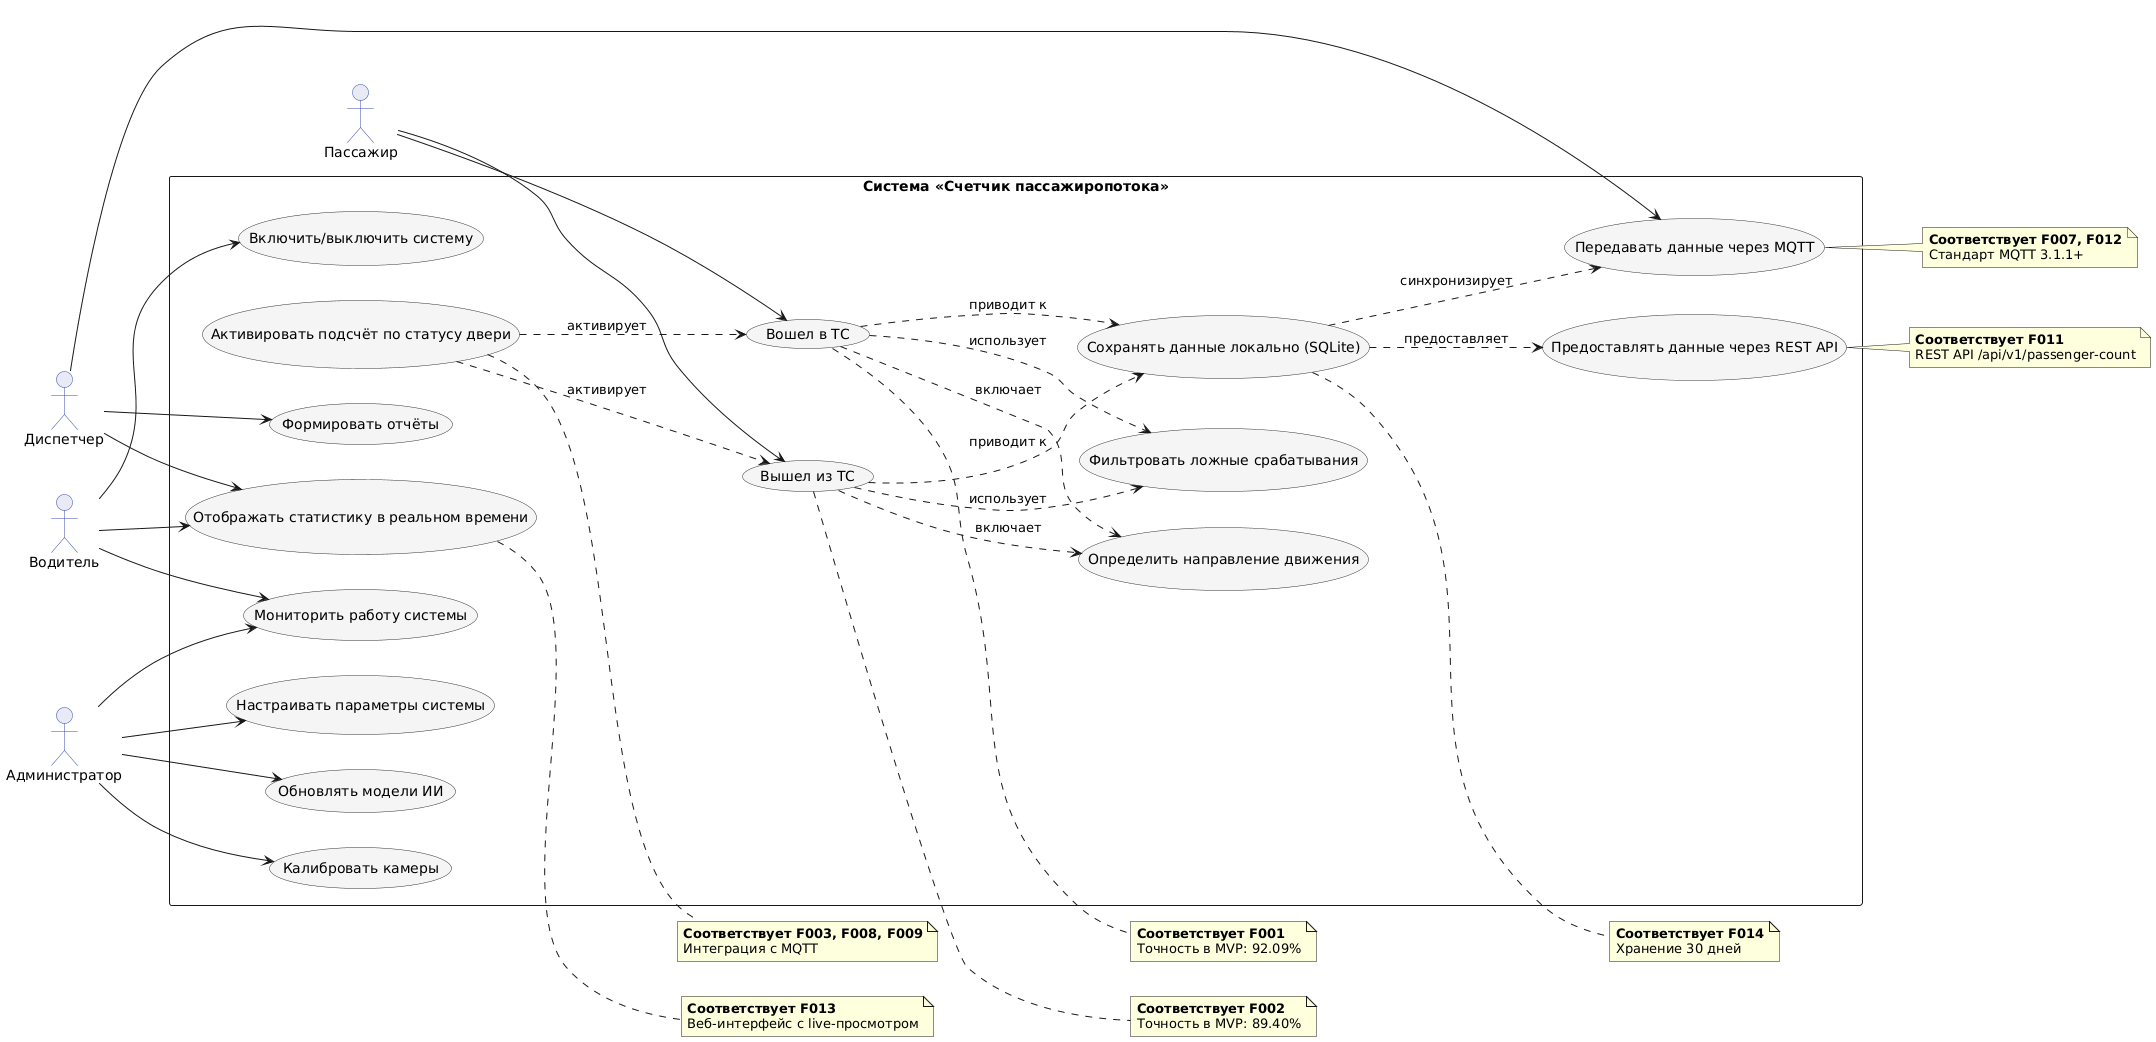 Пассажир
Система «Счетчик пассажиропотока»
Включить/выключить систему
Передавать данные через MQTT
Соответствует F007, F012
Стандарт MQTT 3.1.1+
синхронизирует
приводит к
активирует
Активировать подсчёт по статусу двери
Вошел в ТС
использует
Сохранять данные локально (SQLite)
предоставляет
Предоставлять данные через REST API
Соответствует F011
REST API /api/v1/passenger-count
активирует
включает
Диспетчер
Формировать отчёты
приводит к
Фильтровать ложные срабатывания
Вышел из ТС
использует
Отображать статистику в реальном времени
включает
Водитель
Определить направление движения
Мониторить работу системы
Настраивать параметры системы
Администратор
Обновлять модели ИИ
Калибровать камеры
Соответствует F003, F008, F009
Интеграция с MQTT
Соответствует F001
Точность в MVP: 92.09%
Соответствует F014
Хранение 30 дней
Соответствует F013
Веб-интерфейс с live-просмотром
Соответствует F002
Точность в MVP: 89.40%